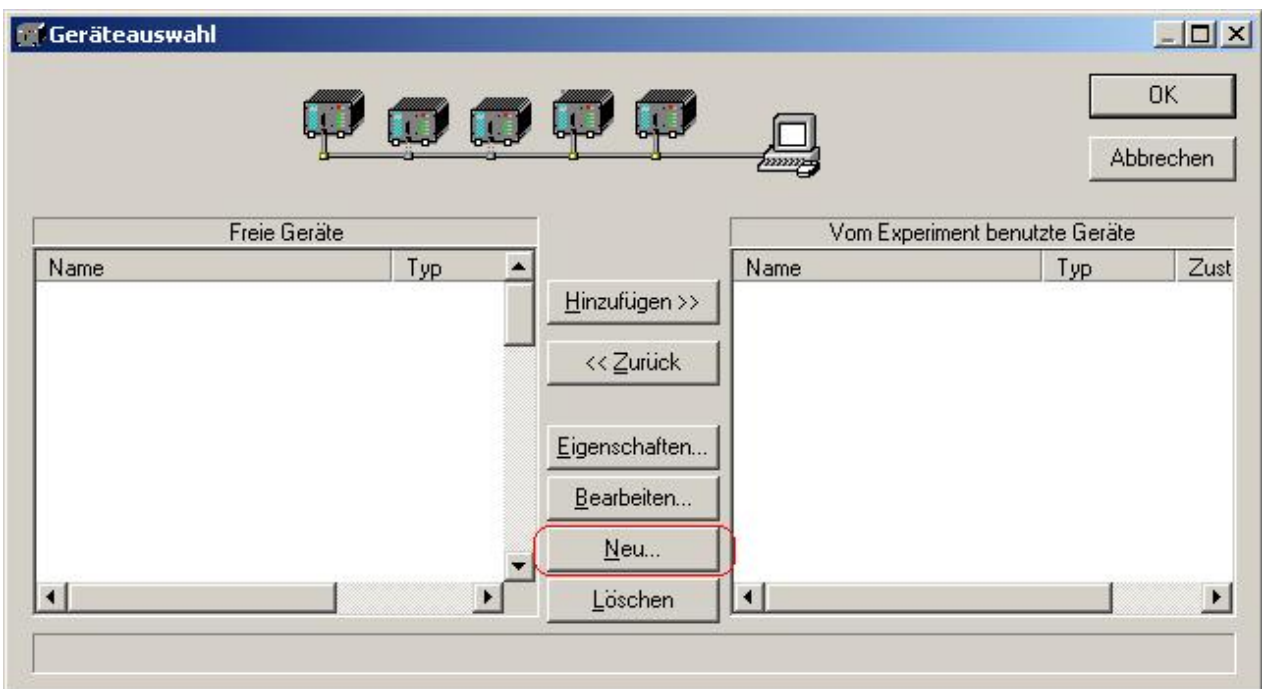 Geräteauswahl
OK
Abbrechen
Freie Geräte
Name Typ
Hinzufügen >>
<< Zurück
Eigenschaften...
Bearbeiten...
Neu...
Löschen
Vom Experiment benutzte Geräte
Name Typ Zust